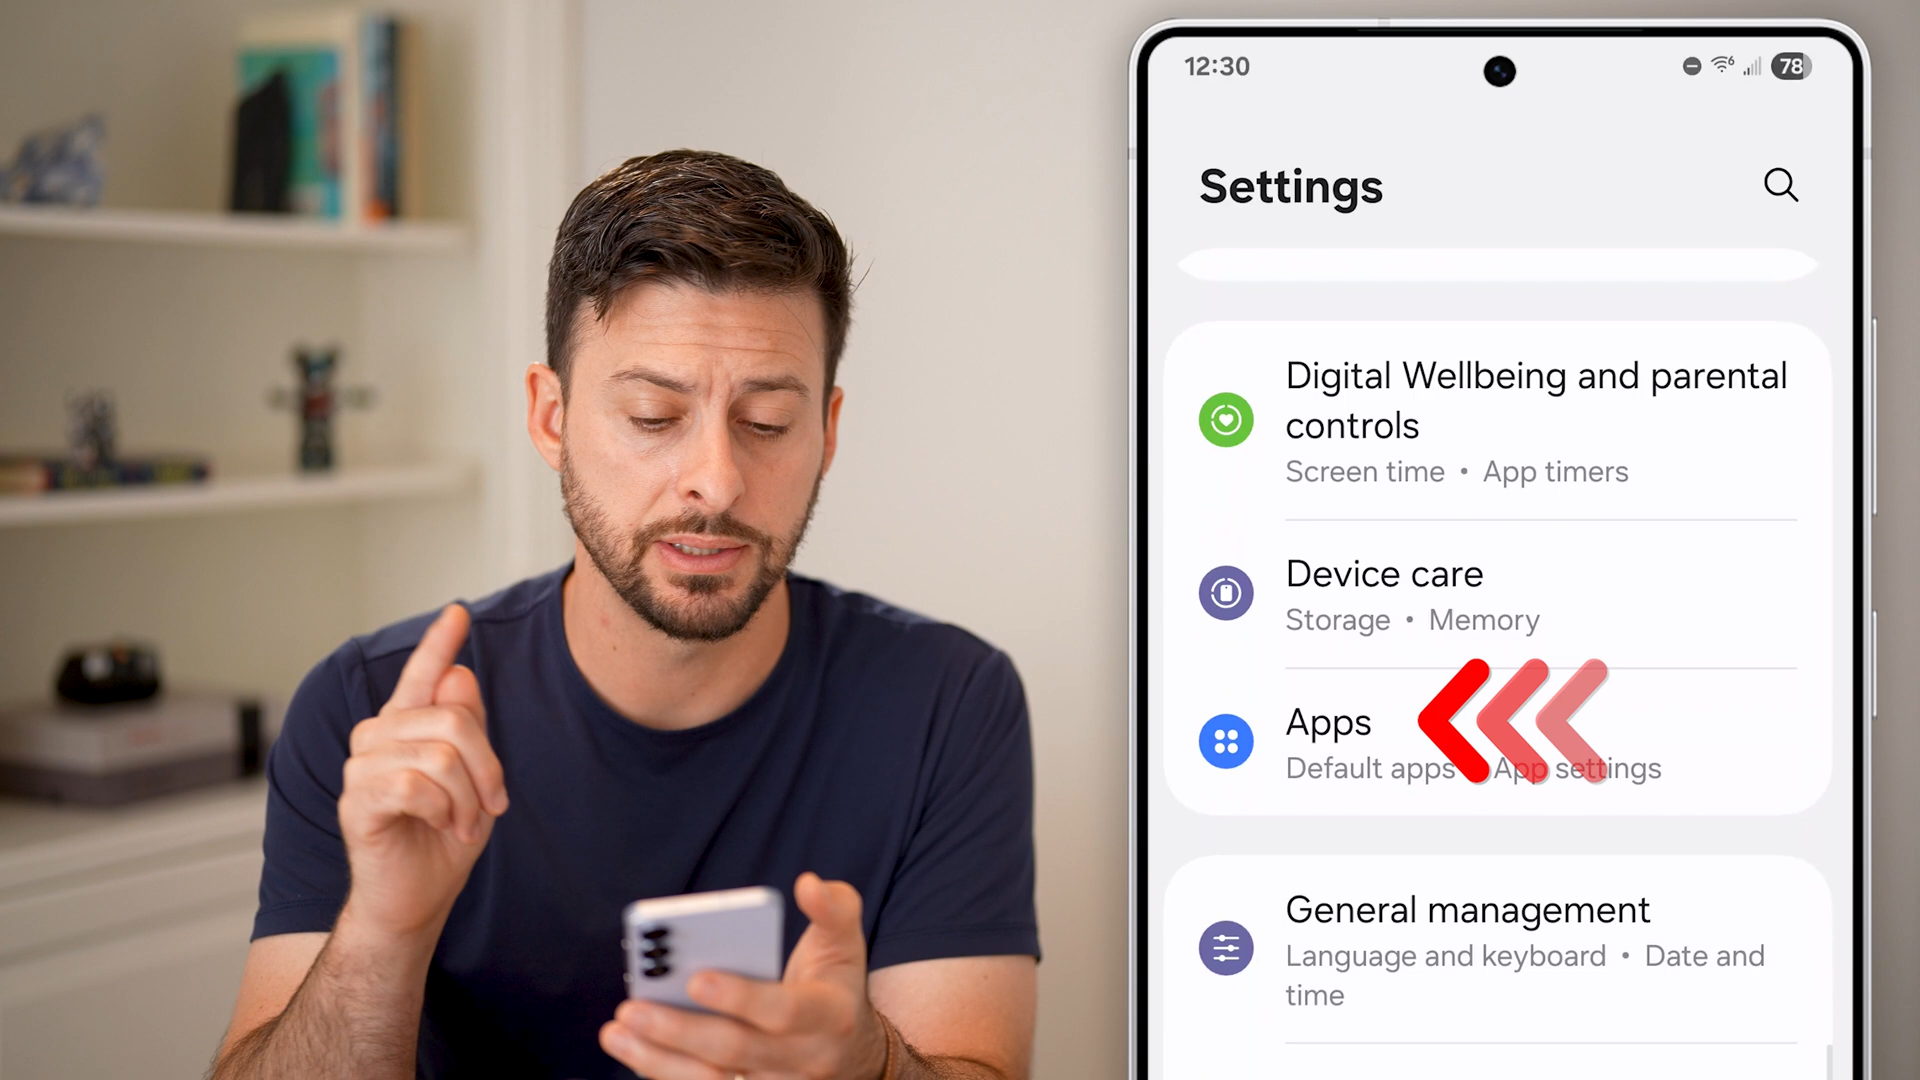 12:30
6
78
Settings
Digital Wellbeing and parental
controls
Screen time • App timers
Device care
Storage • Memory
Apps
Default apps App settings
General management
Language and keyboard • Date and
time